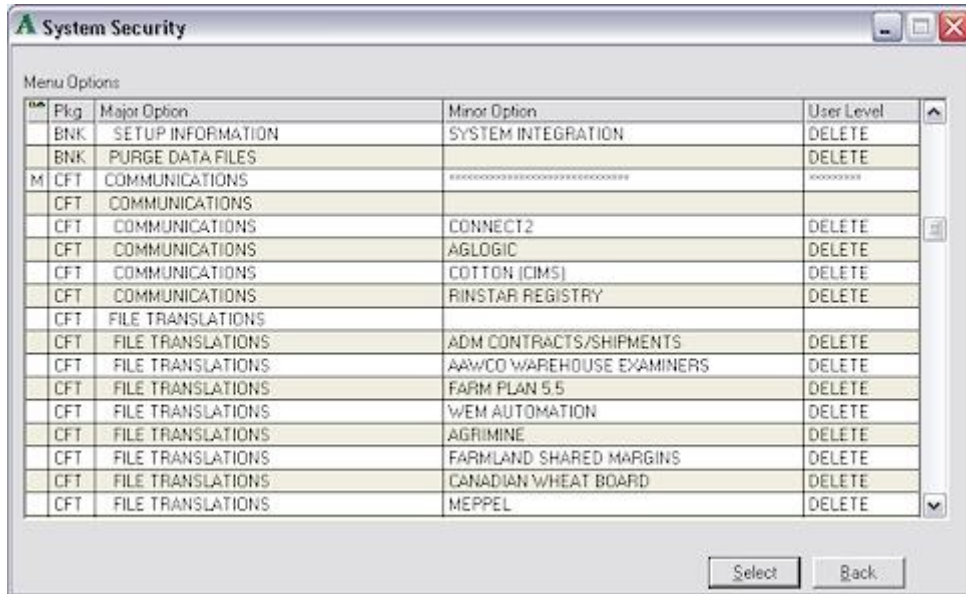 A System Security
Menu Options
Pkg Major Option Minor Option User Level
BNK SETUP INFORMATION SYSTEM INTEGRATION DELETE
BNK PURGE DATA FILES DELETE
M CFT COMMUNICATIONS
CFT COMMUNICATIONS
CFT COMMUNICATIONS CONNECT2 DELETE
CFT COMMUNICATIONS AGLOGIC DELETE
CFT COMMUNICATIONS COTTON (CIMS) DELETE
CFT COMMUNICATIONS RINSTAR REGISTRY DELETE
CFT FILE TRANSLATIONS
CFT FILE TRANSLATIONS ADM CONTRACTS/SHIPMENTS DELETE
CFT FILE TRANSLATIONS AAWCO WAREHOUSE EXAMINERS DELETE
CFT FILE TRANSLATIONS FARM PLAN 5.5 DELETE
CFT FILE TRANSLATIONS WEM AUTOMATION DELETE
CFT FILE TRANSLATIONS AGRIMINE DELETE
CFT FILE TRANSLATIONS FARMLAND SHARED MARGINS DELETE
CFT FILE TRANSLATIONS CANADIAN WHEAT BOARD DELETE
CFT FILE TRANSLATIONS MEPPEL DELETE
Select Back